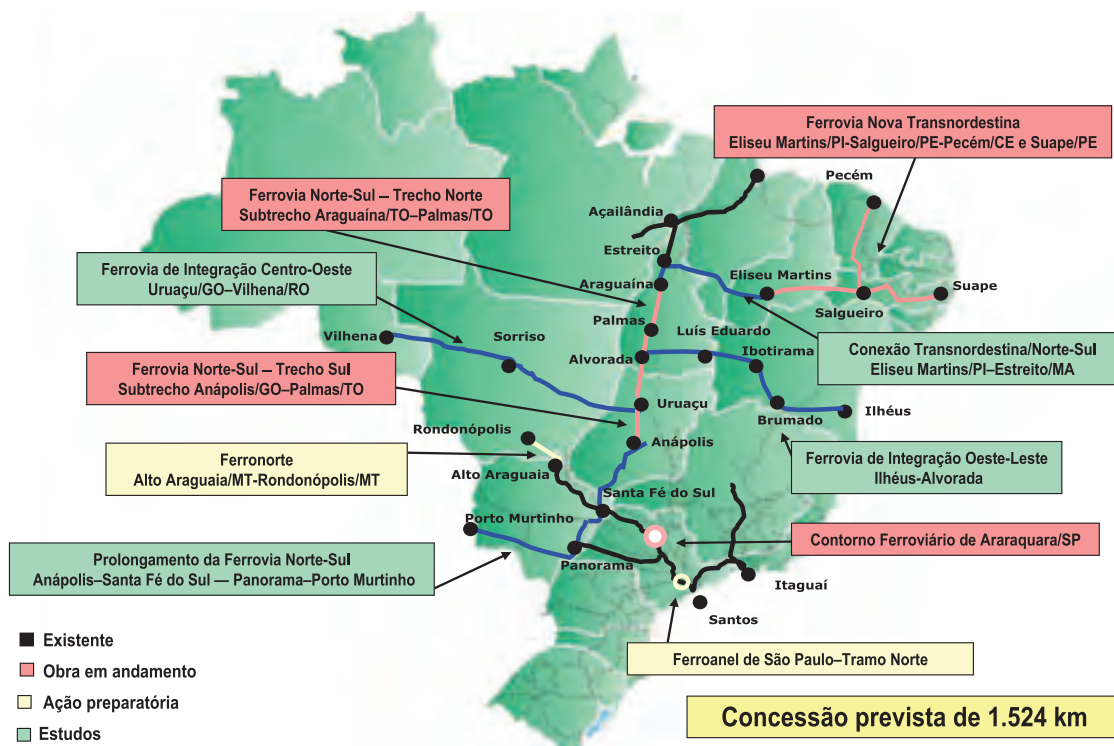 Ferrovia Nova Transnordestina
Eliseu Martins/PI-Salgueiro/PE-Pecém/CE e Suape/PE
Pecém
Ferrovia Norte-Sul — Trecho Norte
Subtrecho Araguaína/TO–Palmas/TO
Açailândia
Estreito
Ferrovia de Integração Centro-Oeste
Uruaçu/GO–Vilhena/RO
Araguaína
Eliseu Martins
Suape
Salgueiro
Palmas
Luís Eduardo
Vilhena
Sorriso
Alvorada
Ibotirama
Conexão Transnordestina/Norte-Sul
Eliseu Martins/PI–Estreito/MA
Ferrovia Norte-Sul — Trecho Sul
Subtrecho Anápolis/GO–Palmas/TO
Uruaçu
Ilhéus
Brumado
Rondonópolis
Anápolis
Ferronorte
Alto Araguaia/MT-Rondonópolis/MT
Alto Araguaia
Ferrovia de Integração Oeste-Leste
Ilhéus-Alvorada
Santa Fé do Sul
Porto Murtinho
Contorno Ferroviário de Araraquara/SP
Prolongamento da Ferrovia Norte-Sul
Anápolis–Santa Fé do Sul — Panorama–Porto Murtinho
Panorama
Itaguaí
Santos
Existente
Obra em andamento
Ação preparatória
Estudos
Ferroanel de São Paulo–Tramo Norte
Concessão prevista de 1.524 km